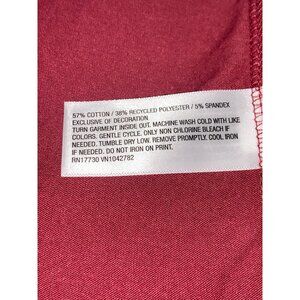 57% COTTON / 38% RECYCLED POLYESTER / 5% SPANDEX
EXCLUSIVE OF DECORATION
TURN GARMENT INSIDE OUT. MACHINE WASH COLD WITH LIKE
COLORS. GENTLE CYCLE. ONLY NON CHLORINE BLEACH IF
NEEDED. TUMBLE DRY LOW. REMOVE PROMPTLY. COOL IRON
IF NEEDED. DO NOT IRON ON PRINT.
RN17730 VN1042782